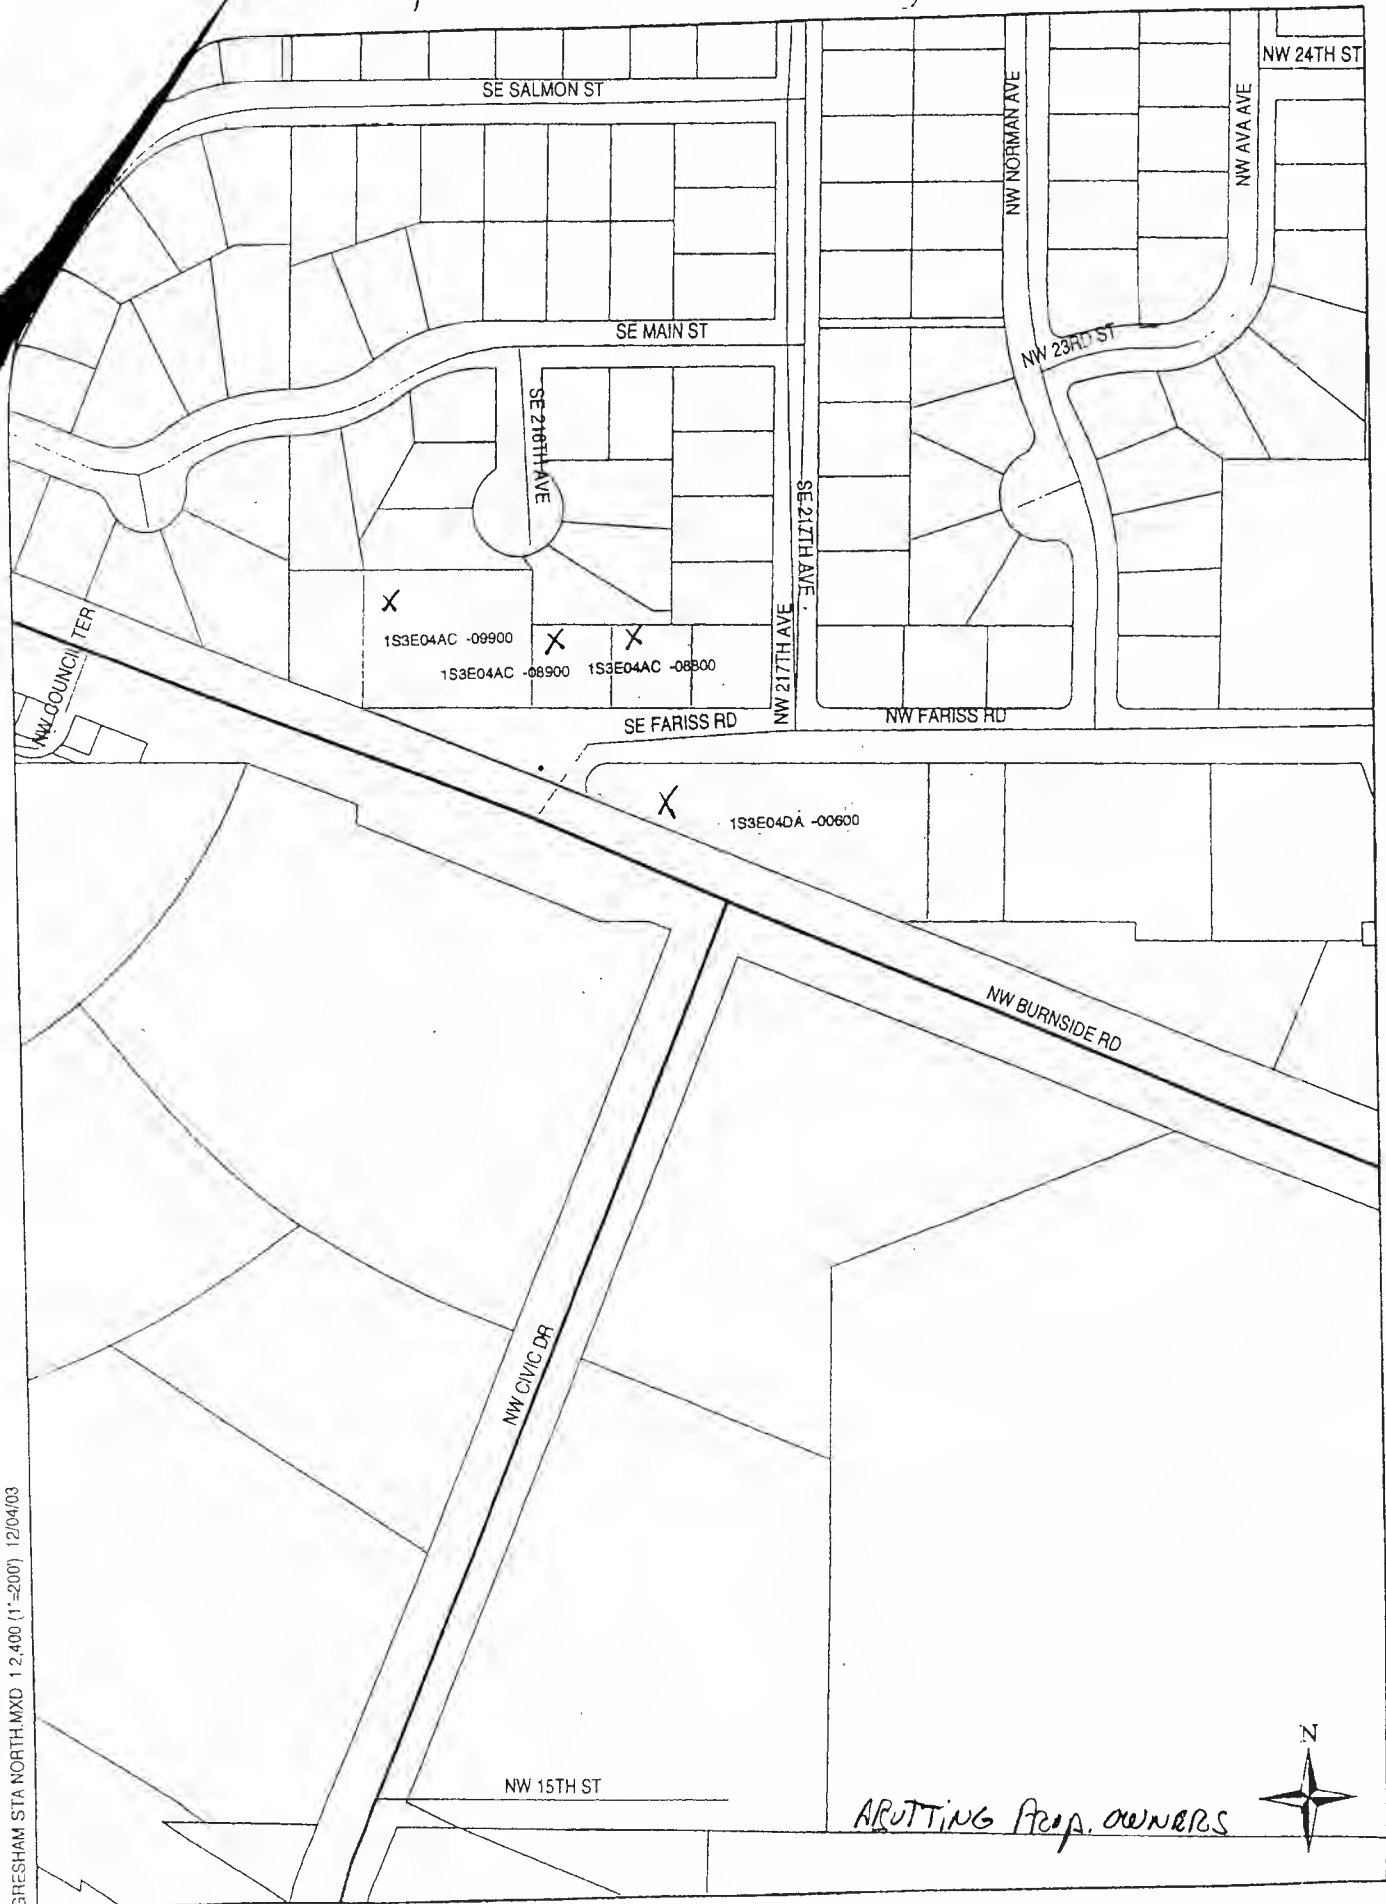 NW 24TH ST
SE SALMON ST
NW NORMAN AVE
NW AVA AVE
SE MAIN ST
NW 23RD ST
SE 216TH AVE
SE 217TH AVE
X
1S3E04AC -09900
X
X
1S3E04AC -08900
1S3E04AC -08800
NW COUNCIL TER
NW 217TH AVE
SE FARISS RD
NW FARISS RD
X
1S3E04DA -00600
NW BURNSIDE RD
NW CIVIC DR
GRESHAM STA NORTH.MXD 1:2,400 (1"=200') 12/04/03
N
NW 15TH ST
ABUTTING Prop. OWNERS